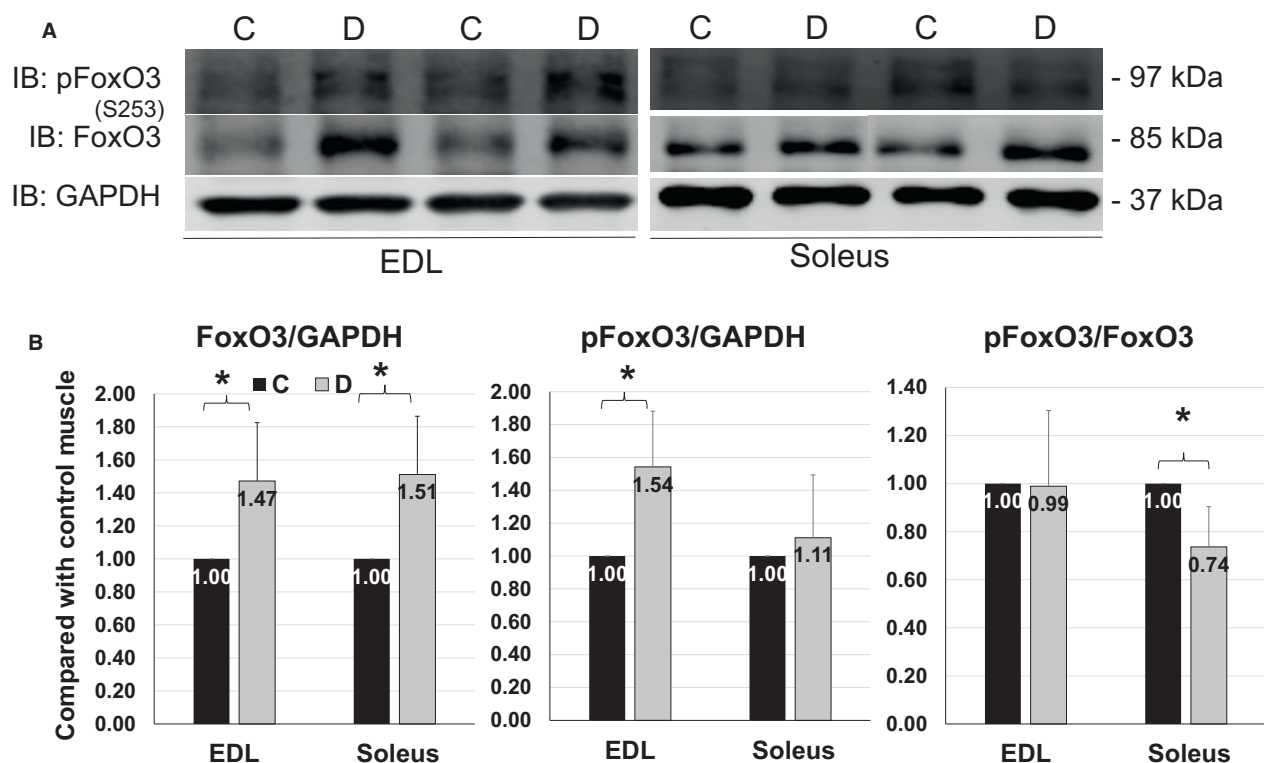 A
C D C D C D C D
IB: pFoxO3
(S253)
- 97 kDa
IB: FoxO3
- 85 kDa
IB: GAPDH
- 37 kDa
EDL
Soleus
B
FoxO3/GAPDH
Compared with control muscle
C D
* *
2.00
1.80
1.60
1.40
1.20
1.00
0.80
0.60
0.40
0.20
0.00
1.00 1.47 1.00 1.51
EDL Soleus
pFoxO3/GAPDH
*
2.00
1.80
1.60
1.40
1.20
1.00
0.80
0.60
0.40
0.20
0.00
1.00 1.54 1.00 1.11
EDL Soleus
pFoxO3/FoxO3
*
1.40
1.20
1.00
0.80
0.60
0.40
0.20
0.00
1.00 0.99 1.00 0.74
EDL Soleus